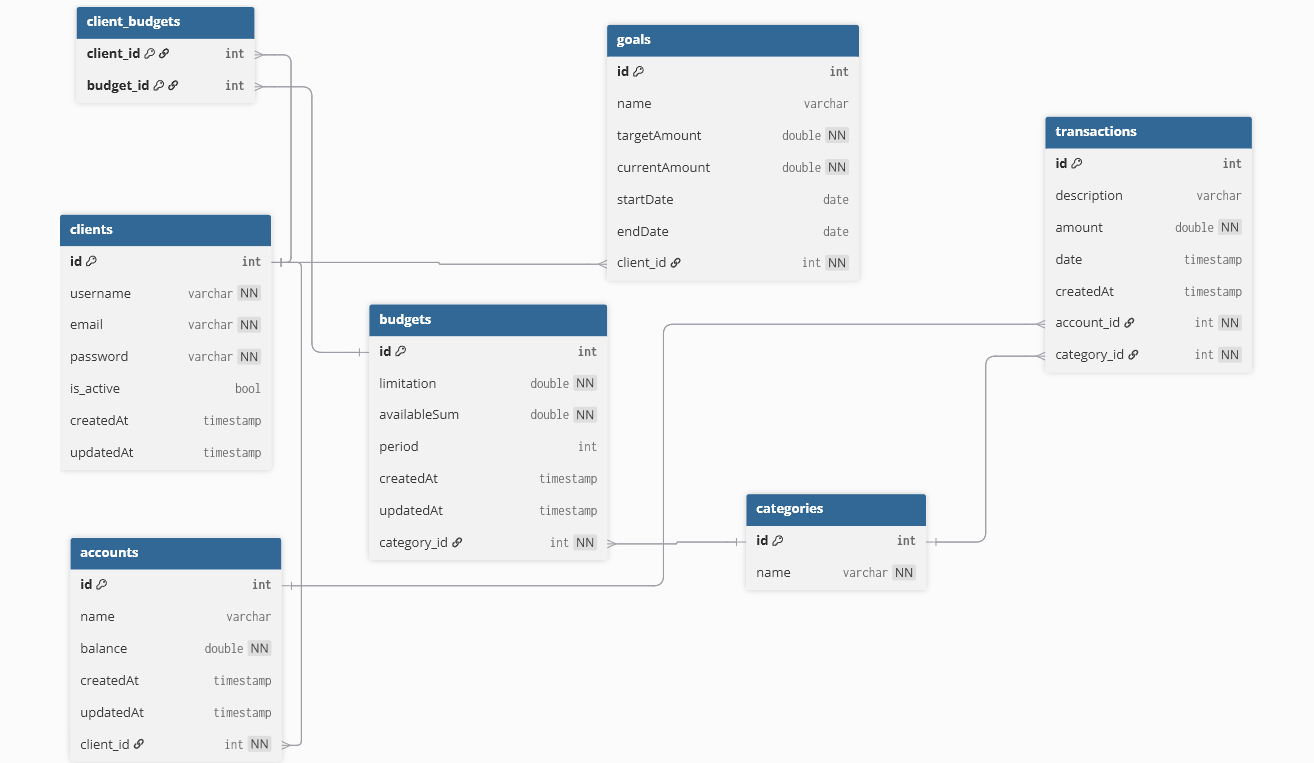 client_budgets
client_id int
budget_id int
goals
id int
name varchar
targetAmount double NN
currentAmount double NN
startDate date
endDate date
client_id int NN
transactions
id int
description varchar
amount double NN
date timestamp
createdAt timestamp
account_id int NN
category_id int NN
clients
id int
username varchar NN
email varchar NN
password varchar NN
is_active bool
createdAt timestamp
updatedAt timestamp
budgets
id int
limitation double NN
availableSum double NN
period int
createdAt timestamp
updatedAt timestamp
category_id int NN
categories
id int
name varchar NN
accounts
id int
name varchar
balance double NN
createdAt timestamp
updatedAt timestamp
client_id int NN